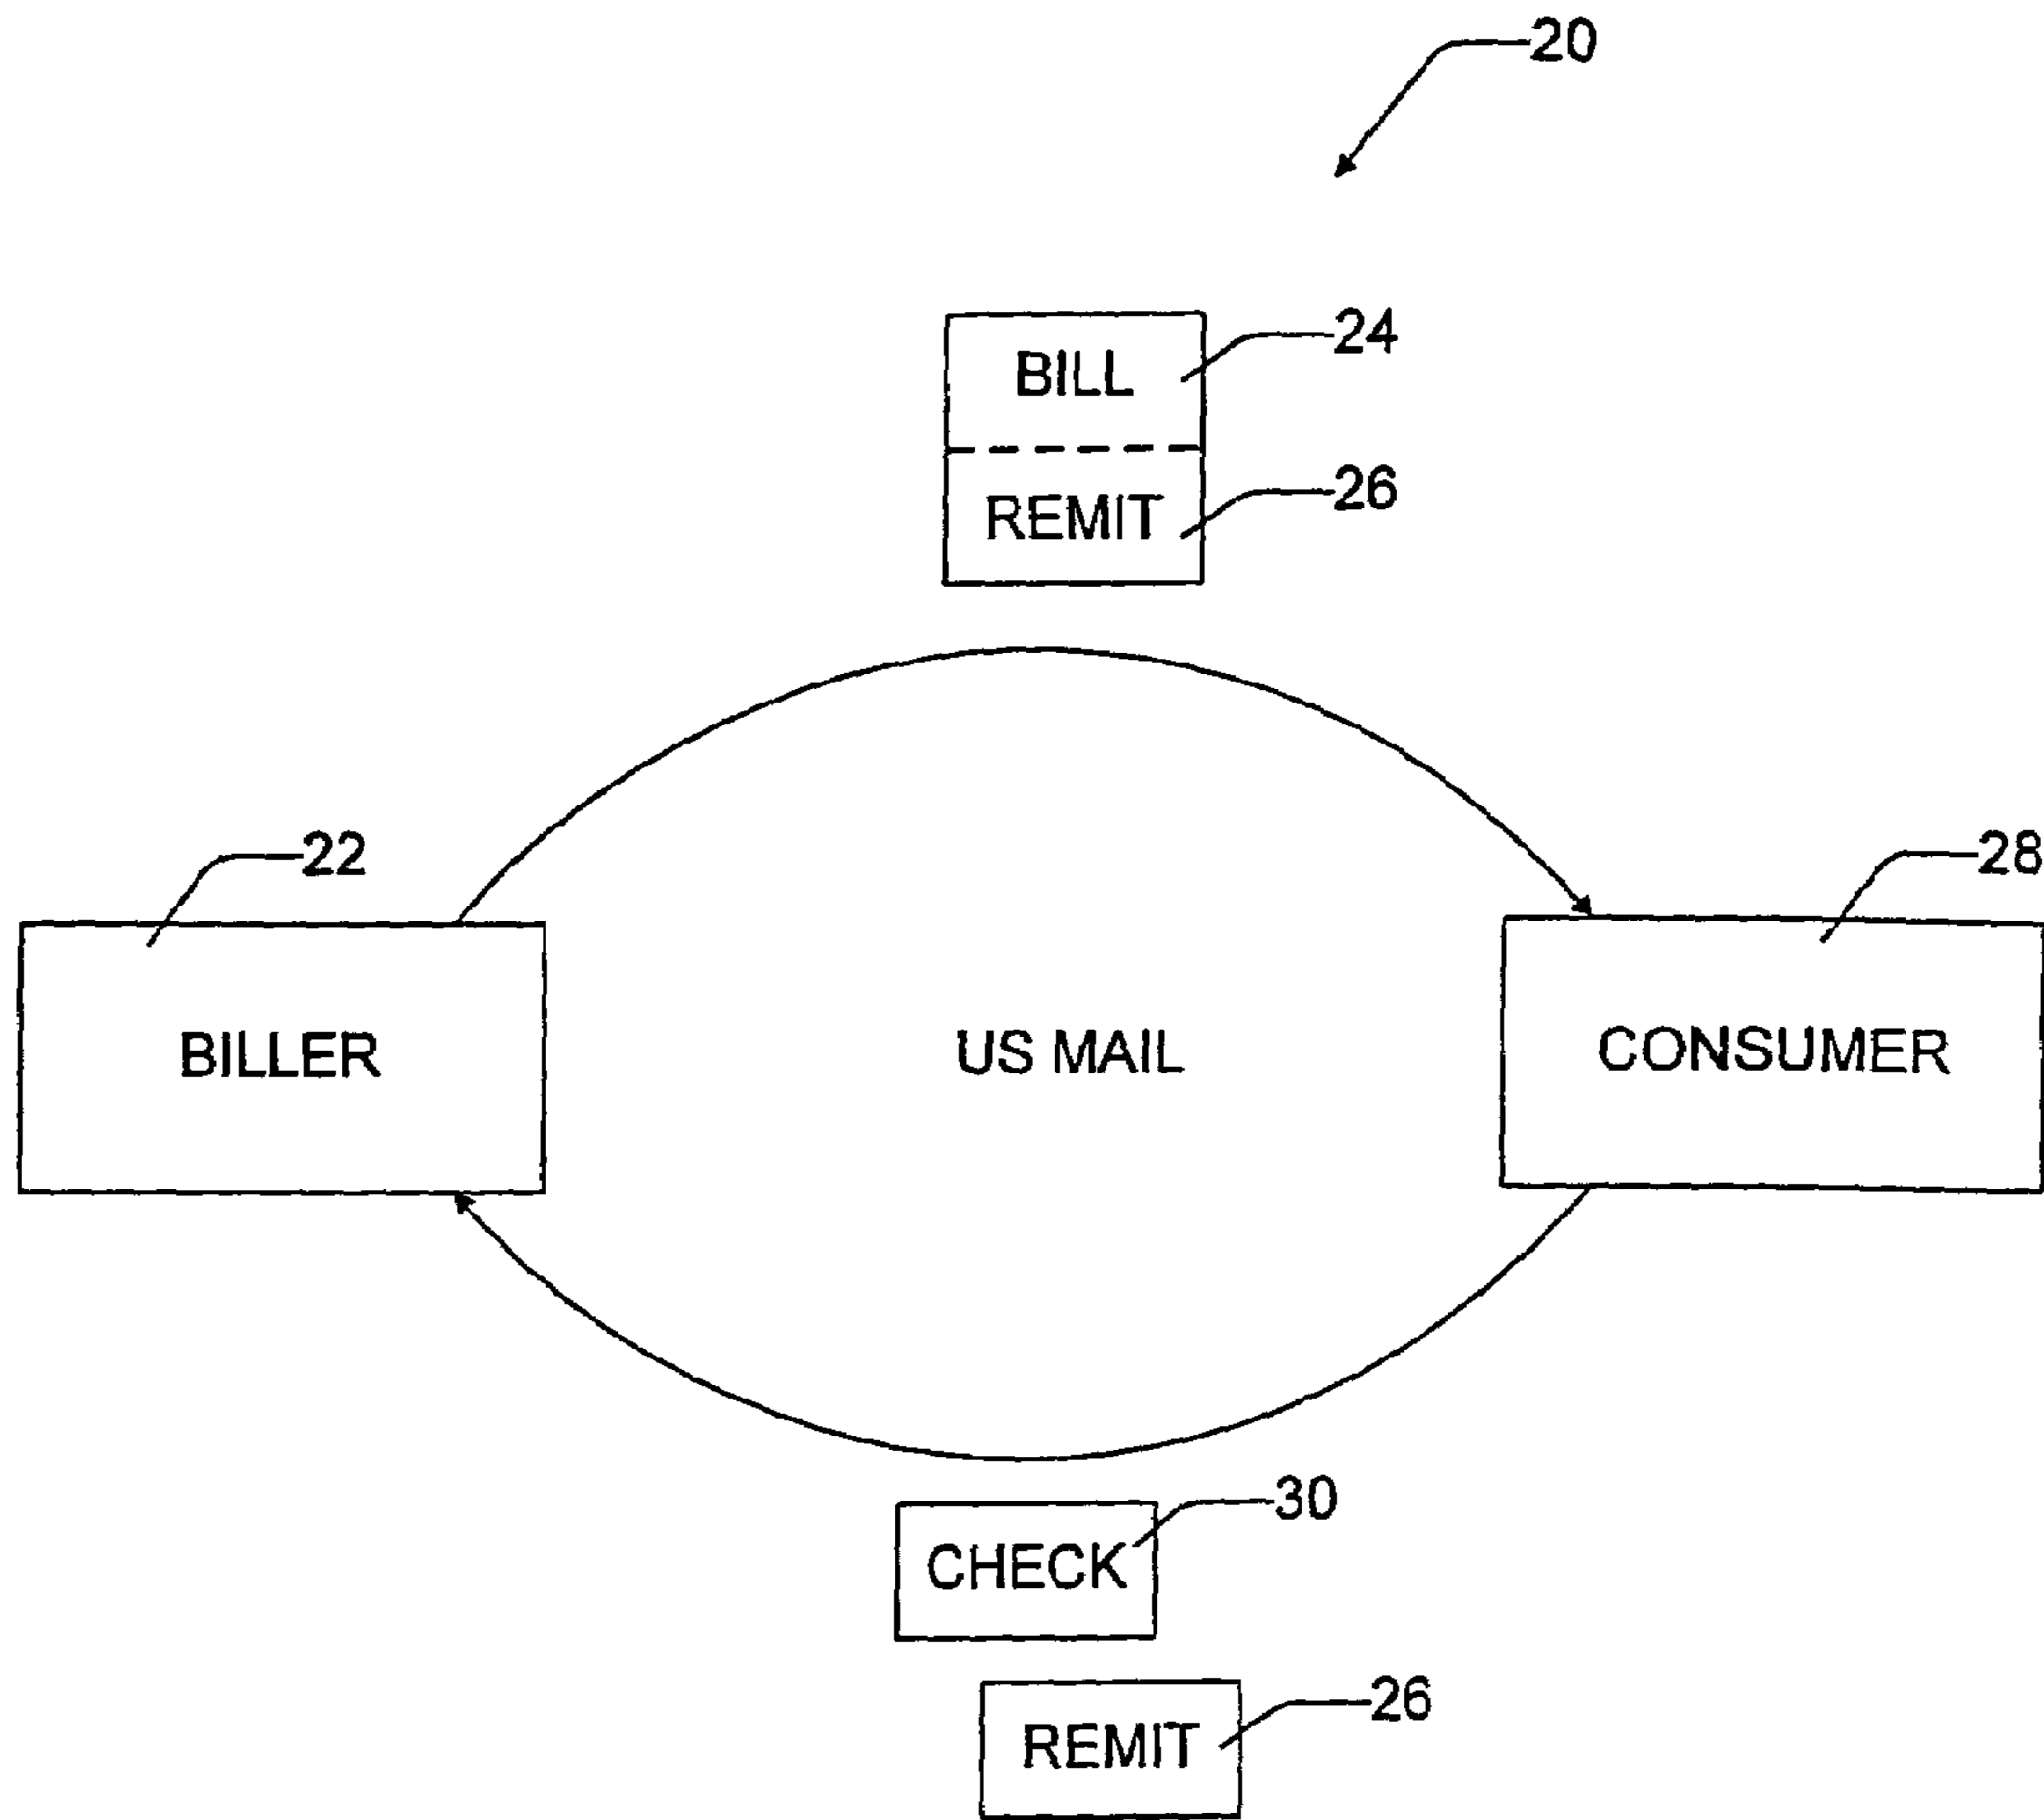 20
BILL
24
REMIT
26
22
28
BILLER
US MAIL
CONSUMER
30
CHECK
26
REMIT